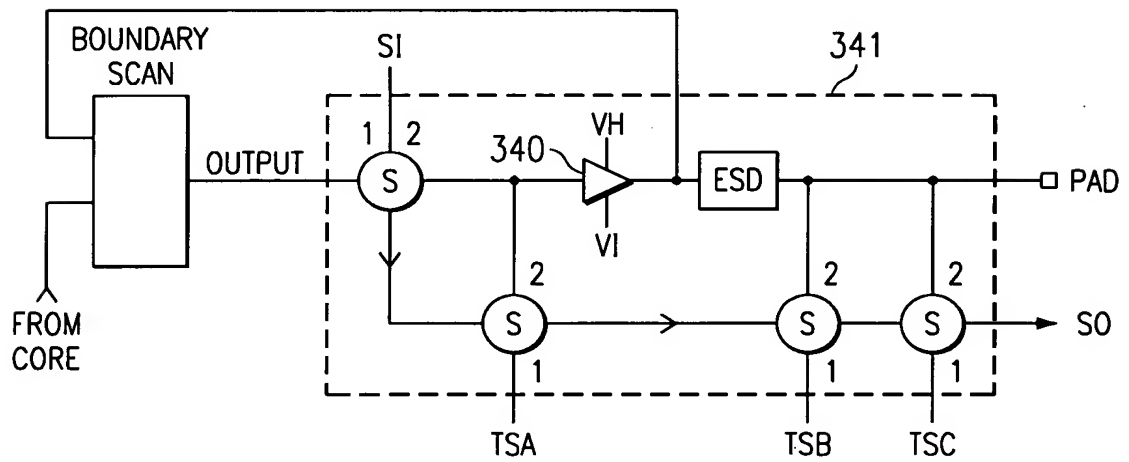 BOUNDARY
SCAN
SI
341
1 2
340
VH
OUTPUT
S
ESD
PAD
VI
2
2
2
S
S
S
SO
FROM
CORE
1
1
1
TSA
TSB
TSC